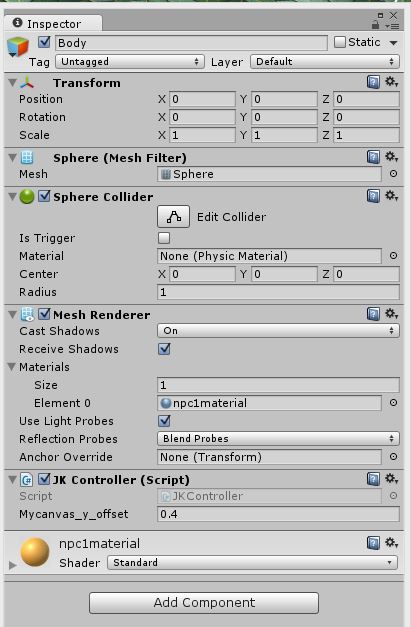 Inspector
Body Static
Tag Untagged Layer Default
Transform
Position X 0 Y 0 Z 0
Rotation X 0 Y 0 Z 0
Scale X 1 Y 1 Z 1
Sphere (Mesh Filter)
Mesh Sphere
Sphere Collider
Edit Collider
Is Trigger
Material None (Physic Material)
Center X 0 Y 0 Z 0
Radius 1
Mesh Renderer
Cast Shadows On
Receive Shadows
Materials
Size 1
Element 0 npc1material
Use Light Probes
Reflection Probes Blend Probes
Anchor Override None (Transform)
JK Controller (Script)
Script JKController
Mycanvas_y_offset 0.4
npc1material
Shader Standard
Add Component